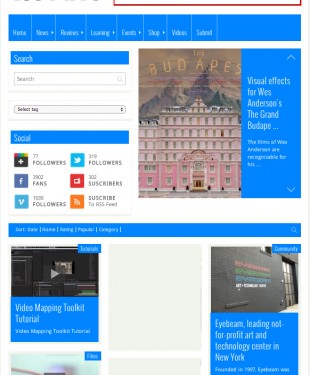 Home News Reviews Learning Events Shop Videos Submit
Search
Search
Select tag
Social
77
FOLLOWERS
319
FOLLOWERS
3902
FANS
302
SUSCRIBERS
1038
FOLLOWERS
SUSCRIBE
To RSS Feed
THE
BUDAPES
Visual effects
for Wes
Anderson's
The Grand
Budape ...
The films of Wes
Anderson are
recognizable for
his ...
Sort: Date | Name | Rating | Popular | Category |
Tutorials
Video Mapping Toolkit
Tutorial
Video Mapping Toolkit Tutorial
Films
Community
Eyebeam, leading not-
for-profit art and
technology center in
New York
Founded in 1997, Eyebeam was